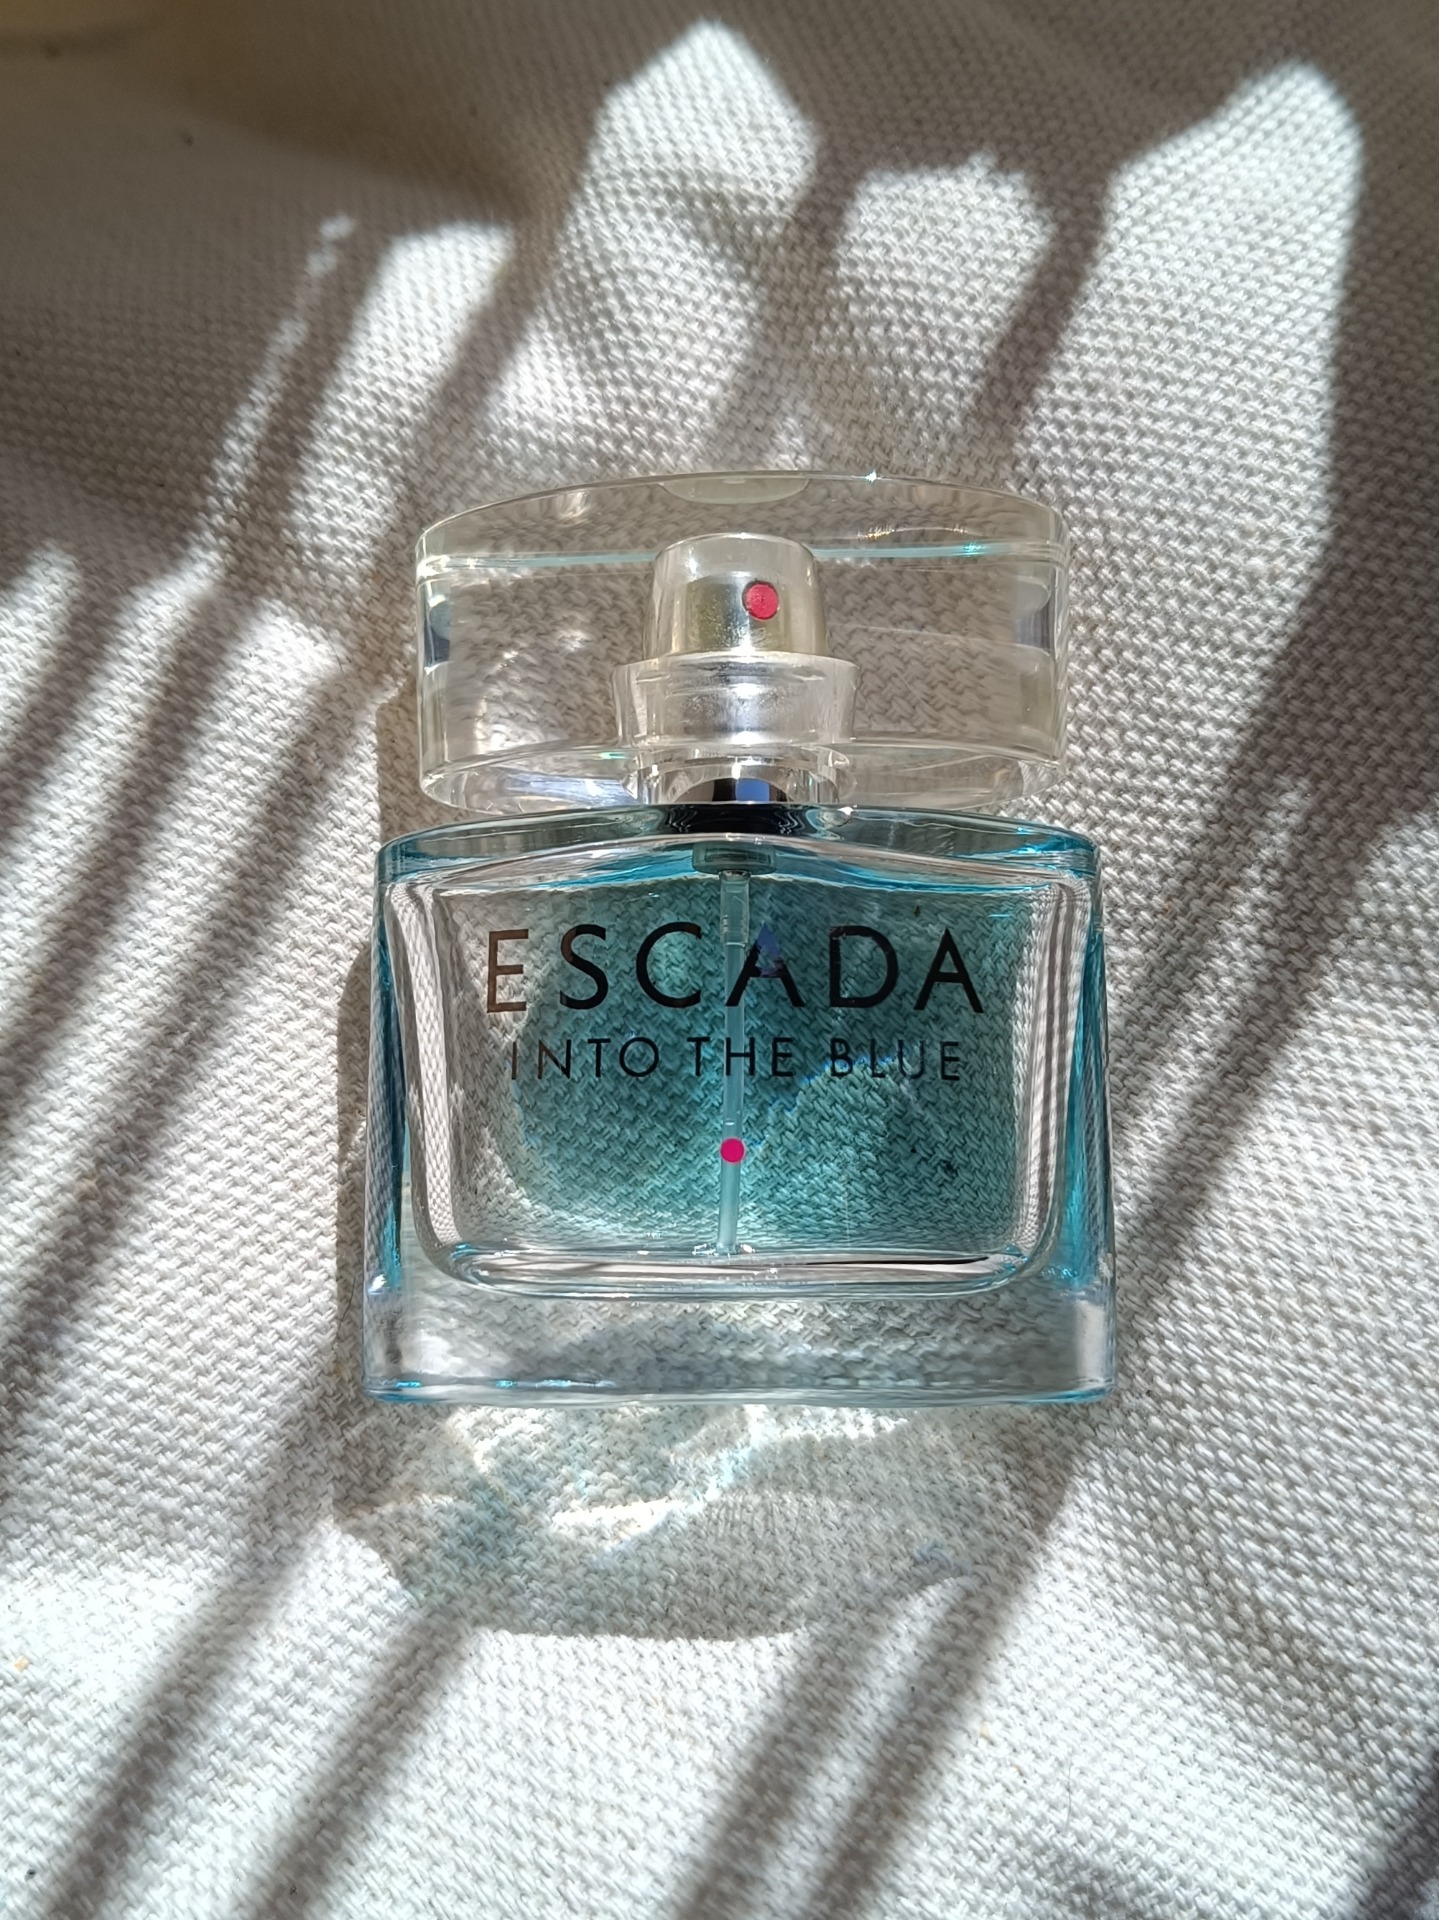 ESCADA
INTO THE BLUE